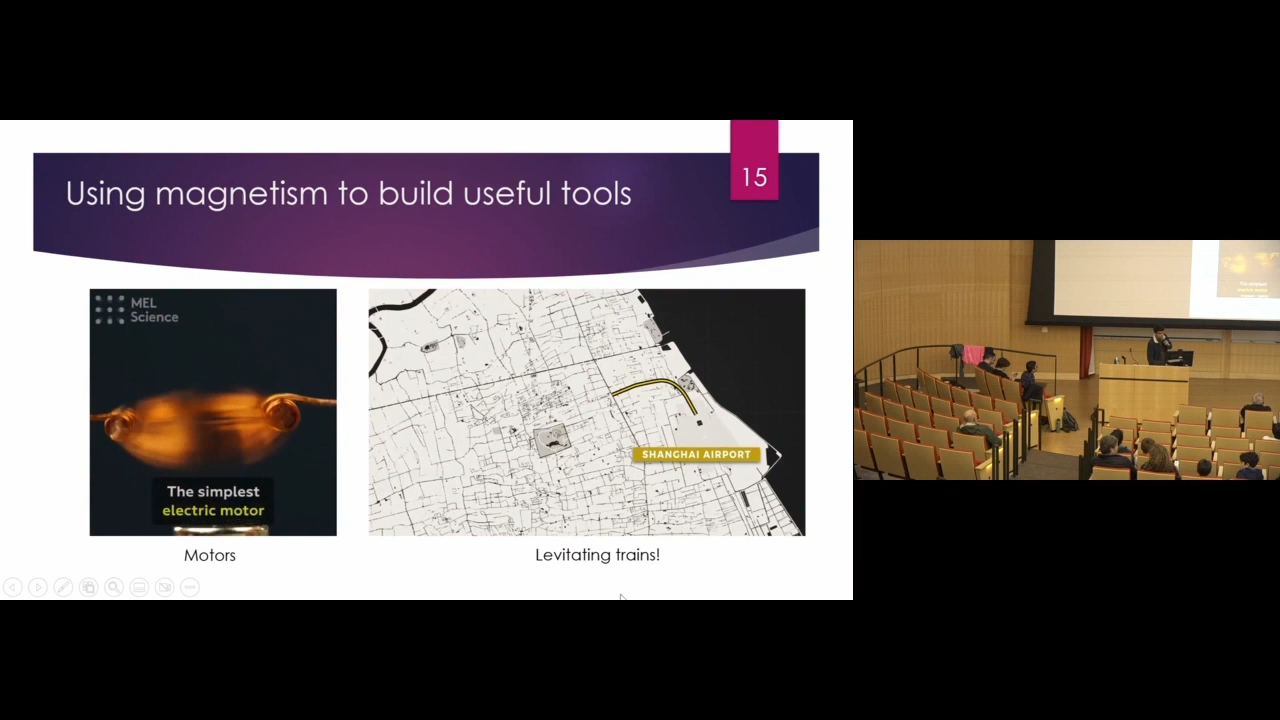 Using magnetism to build useful tools
15
MEL
Science
The simplest
electric motor
SHANGHAI AIRPORT
Motors
Levitating trains!